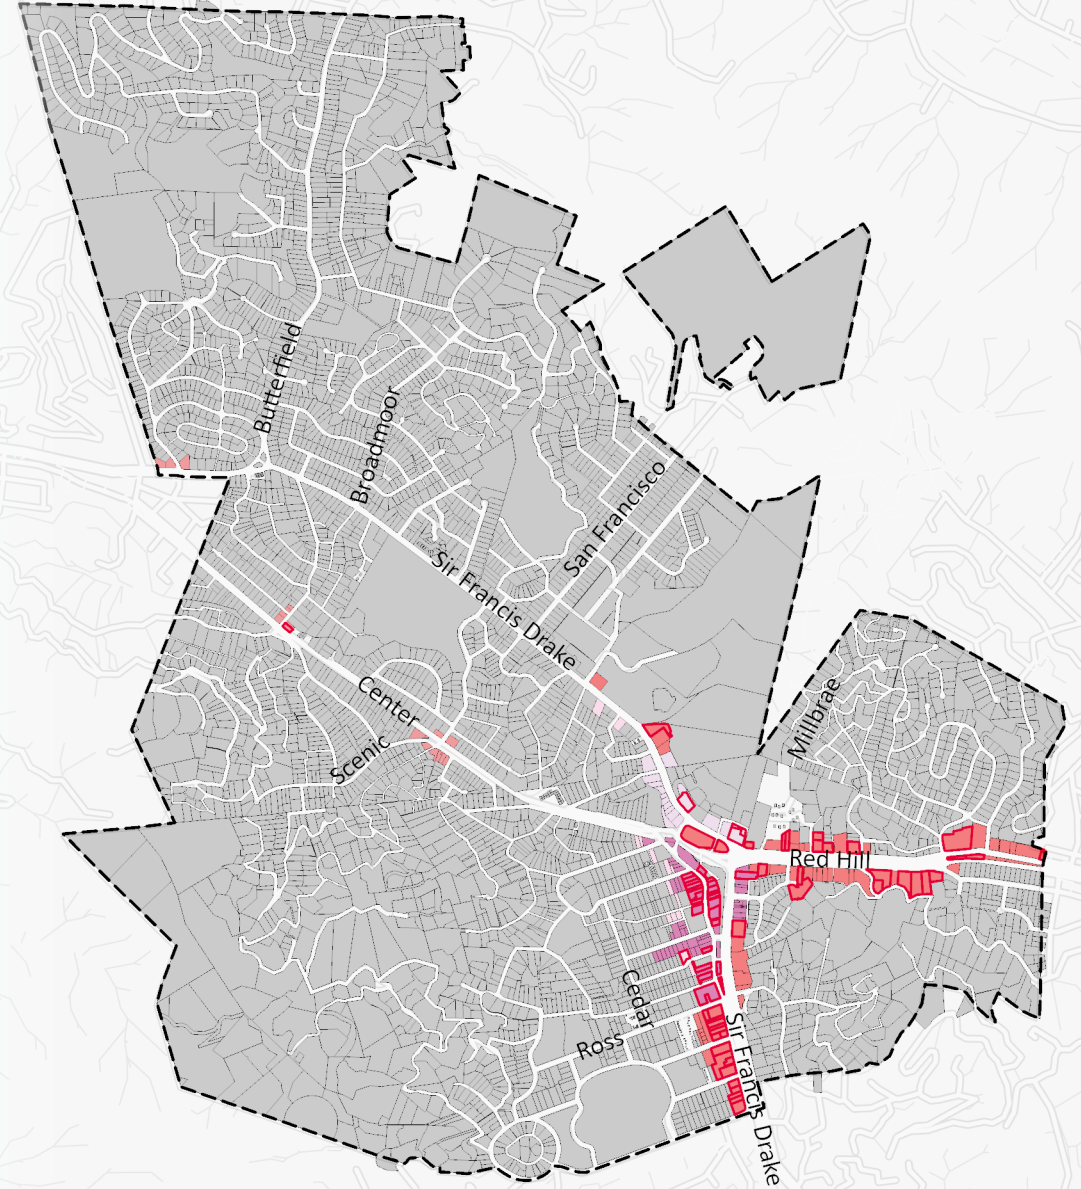 Butterfield
Broadmoor
San Francisco
Sir Francis Drake
Center
Scenic
Millbrae
Red Hill
Cedar
Ross
Sir Francis Drake